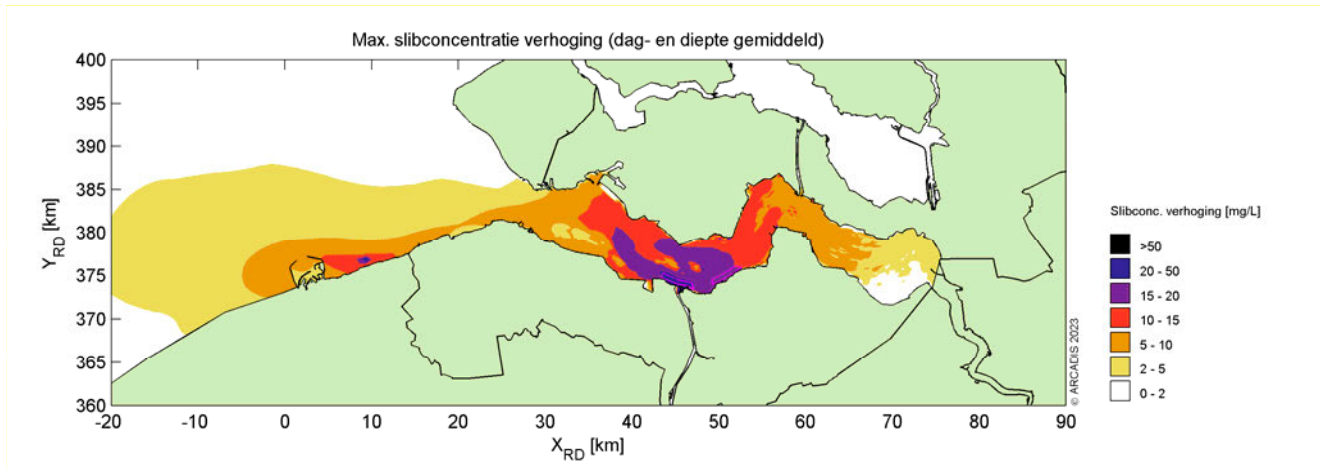 Max. slibconcentratie verhoging (dag- en diepte gemiddeld)
400
395
390
385
380
375
370
365
360
Y_RD [km]
-20 -10 0 10 20 30 40 50 60 70 80 90
X_RD [km]
© ARCADIS 2023
Slibconc. verhoging [mg/L]
>50
20 - 50
15 - 20
10 - 15
5 - 10
2 - 5
0 - 2